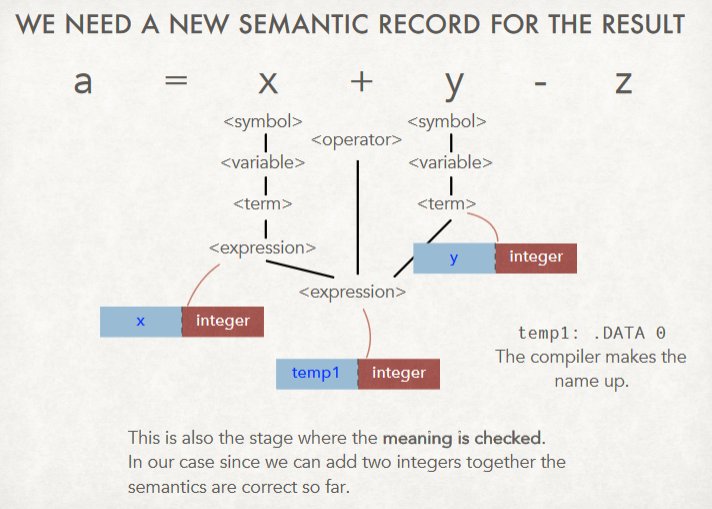 WE NEED A NEW SEMANTIC RECORD FOR THE RESULT
a = x + y - z
<symbol> <symbol>
<operator>
<variable> <variable>
<term> <term>
<expression>
y integer
<expression>
x integer
temp1: .DATA 0
The compiler makes the
name up.
temp1 integer
This is also the stage where the meaning is checked.
In our case since we can add two integers together the
semantics are correct so far.